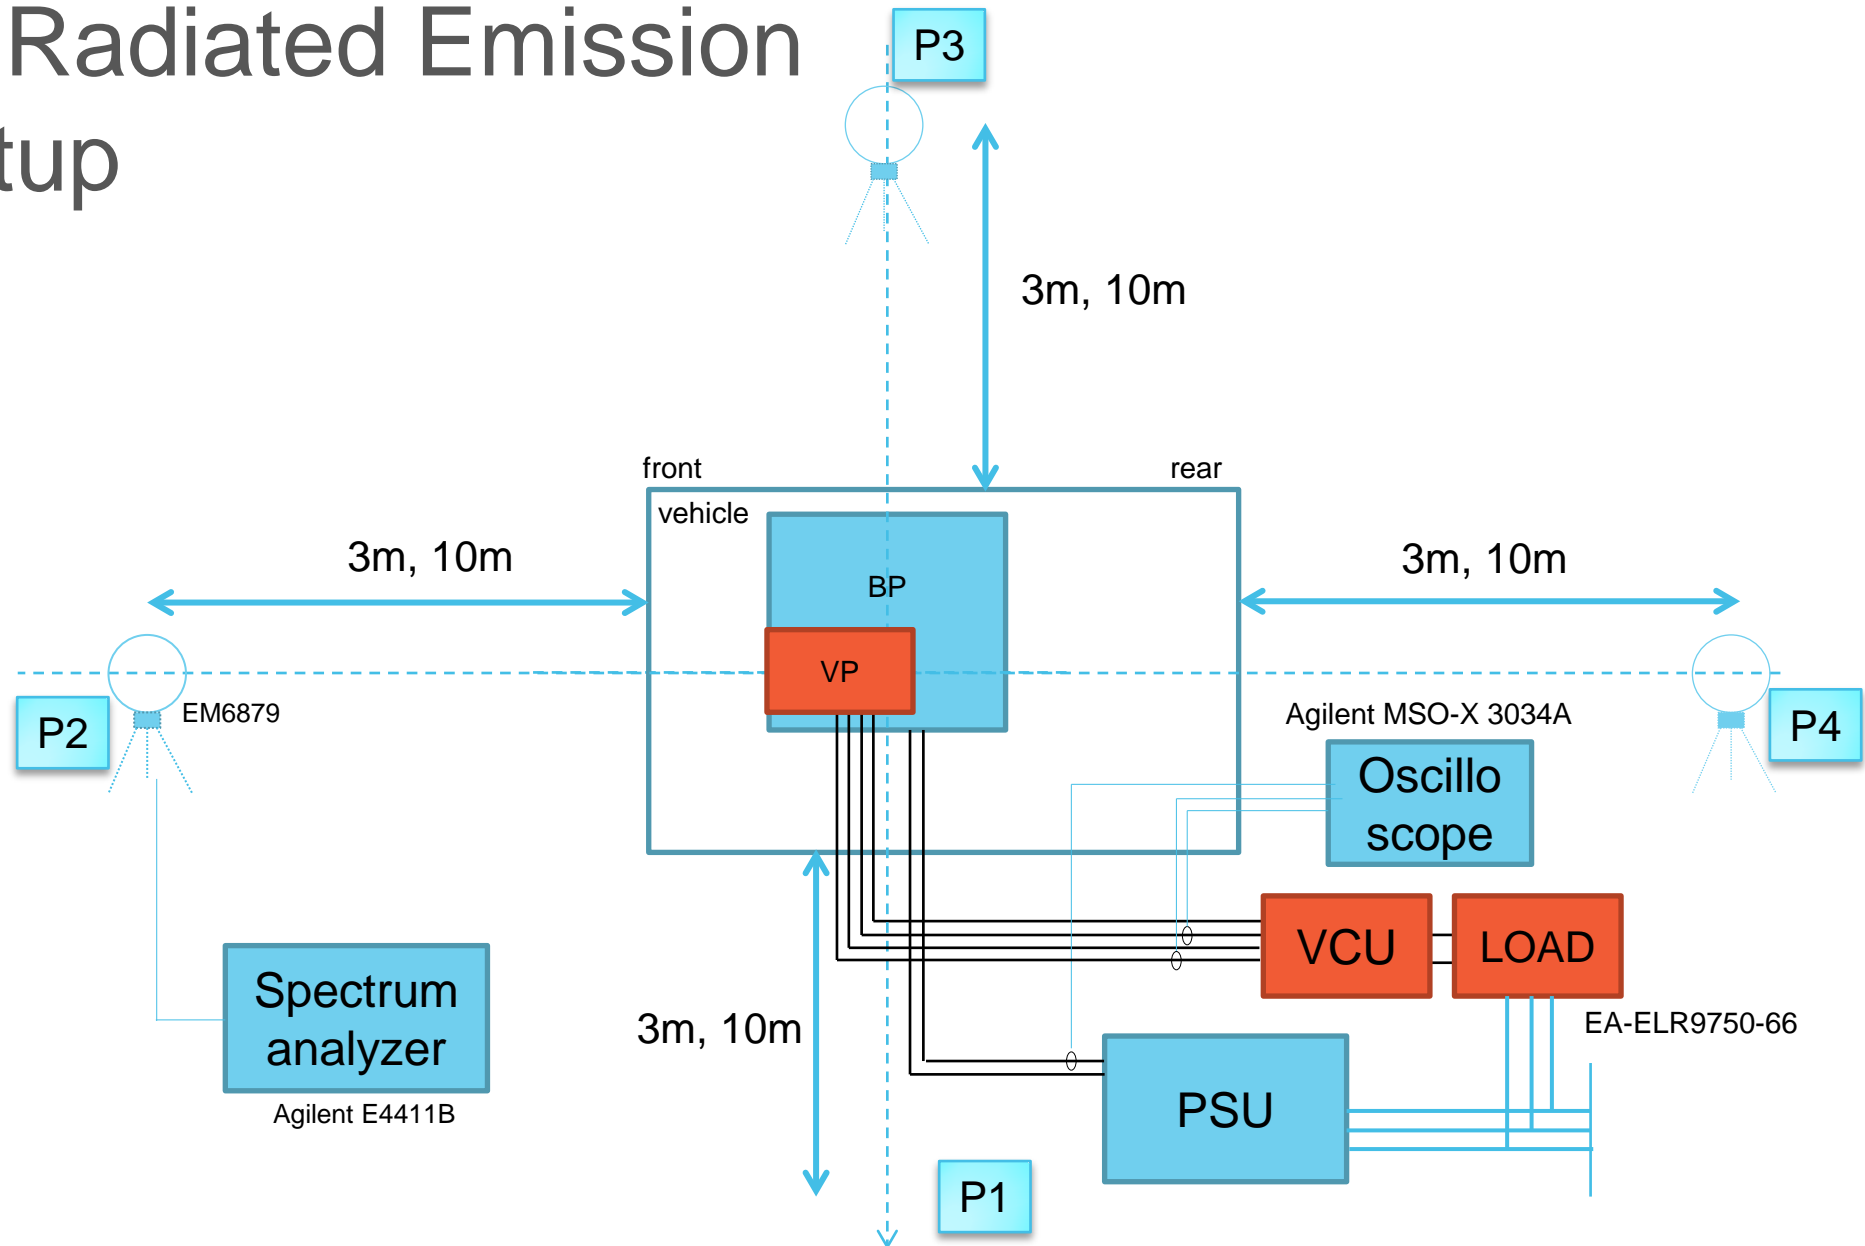 Radiated Emission
tup
P3
3m, 10m
front
rear
vehicle
3m, 10m
BP
3m, 10m
VP
P2
EM6879
Agilent MSO-X 3034A
P4
Oscillo
scope
VCU
LOAD
Spectrum
analyzer
3m, 10m
EA-ELR9750-66
PSU
Agilent E4411B
P1